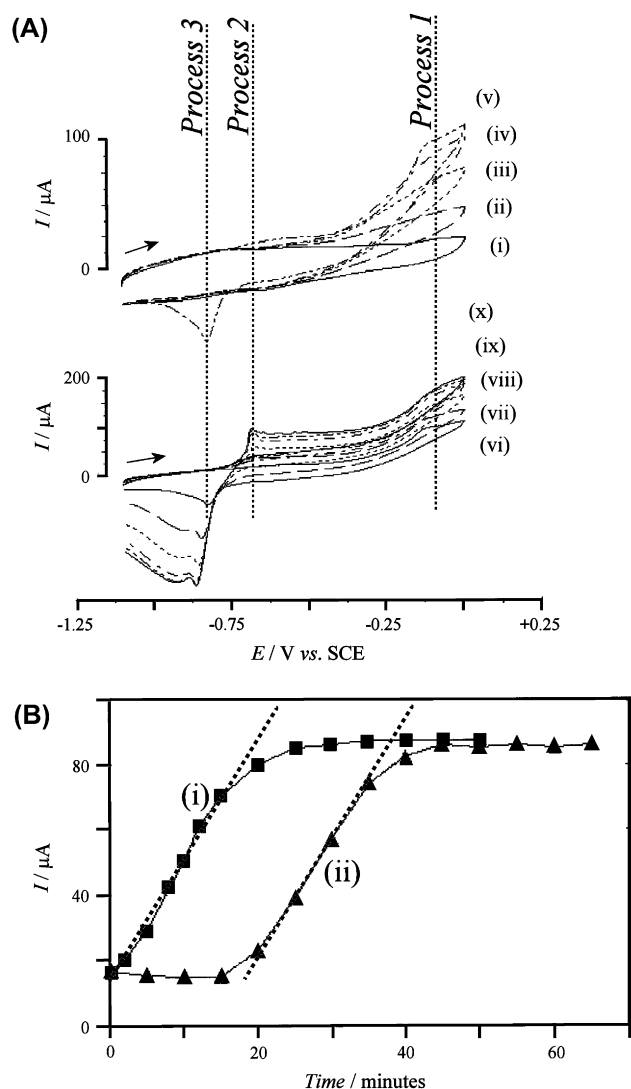 (A)
Process 3
Process 2
Process 1
(v)
(iv)
(iii)
(ii)
(i)
100
0
I / μA
(x)
(ix)
(viii)
(vii)
(vi)
200
100
0
I / μA
-1.25
-0.75
-0.25
+0.25
E / V vs. SCE
(B)
80
40
0
I / μA
(i)
(ii)
0
20
40
60
Time / minutes